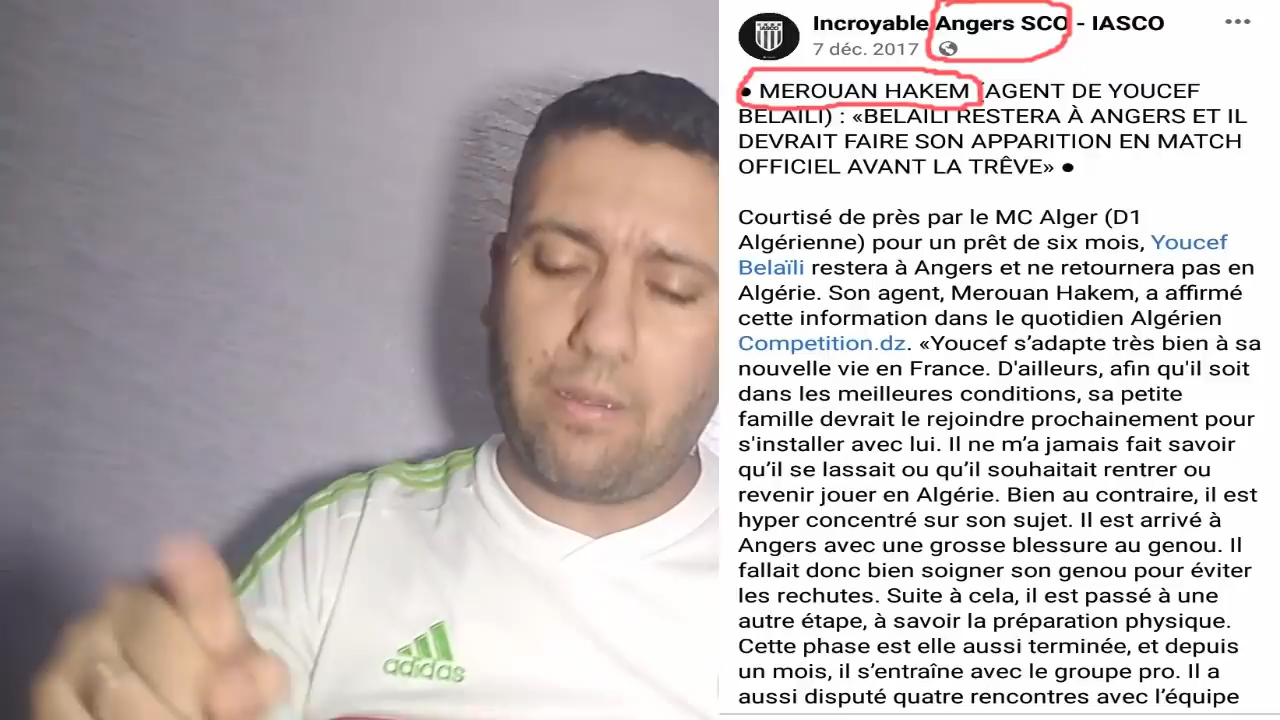 Incroyable Angers SCO - IASCO
7 déc. 2017
● MEROUAN HAKEM (AGENT DE YOUCEF
BELAÏLI) : «BELAÏLI RESTERA À ANGERS ET IL
DEVRAIT FAIRE SON APPARITION EN MATCH
OFFICIEL AVANT LA TRÊVE» ●
Courtisé de près par le MC Alger (D1
Algérienne) pour un prêt de six mois, Youcef
Belaïli restera à Angers et ne retournera pas en
Algérie. Son agent, Merouan Hakem, a affirmé
cette information dans le quotidien Algérien
Competition.dz. «Youcef s’adapte très bien à sa
nouvelle vie en France. D'ailleurs, afin qu'il soit
dans les meilleures conditions, sa petite
famille devrait le rejoindre prochainement pour
s'installer avec lui. Il ne m’a jamais fait savoir
qu’il se lassait ou qu’il souhaitait rentrer ou
revenir jouer en Algérie. Bien au contraire, il est
hyper concentré sur son sujet. Il est arrivé à
Angers avec une grosse blessure au genou. Il
fallait donc bien soigner son genou pour éviter
les rechutes. Suite à cela, il est passé à une
autre étape, à savoir la préparation physique.
Cette phase est elle aussi terminée, et depuis
un mois, il s’entraîne avec le groupe pro. Il a
aussi disputé quatre rencontres avec l’équipe
adidas